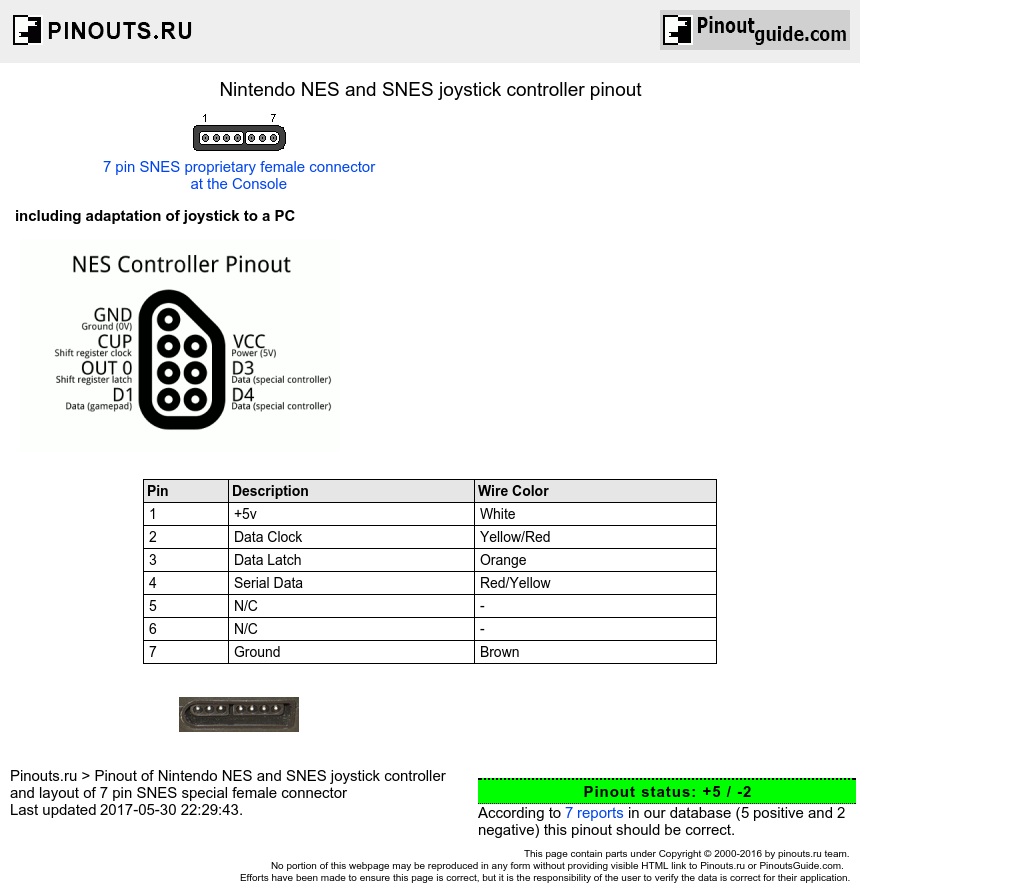 PINOUTS.RU
Pinoutguide.com
Nintendo NES and SNES joystick controller pinout
1 7
7 pin SNES proprietary female connector
at the Console
including adaptation of joystick to a PC
NES Controller Pinout
GND
Ground (0V)
CUP VCC
Shift register clock Power (5V)
OUT 0 D3
Shift register latch Data (special controller)
D1 D4
Data (gamepad) Data (special controller)
Pin Description Wire Color
1 +5v White
2 Data Clock Yellow/Red
3 Data Latch Orange
4 Serial Data Red/Yellow
5 N/C -
6 N/C -
7 Ground Brown
Pinouts.ru > Pinout of Nintendo NES and SNES joystick controller
and layout of 7 pin SNES special female connector
Last updated 2017-05-30 22:29:43.
Pinout status: +5 / -2
According to 7 reports in our database (5 positive and 2
negative) this pinout should be correct.
This page contain parts under Copyright © 2000-2016 by pinouts.ru team.
No portion of this webpage may be reproduced in any form without providing visible HTML link to Pinouts.ru or PinoutsGuide.com.
Efforts have been made to ensure this page is correct, but it is the responsibility of the user to verify the data is correct for their application.